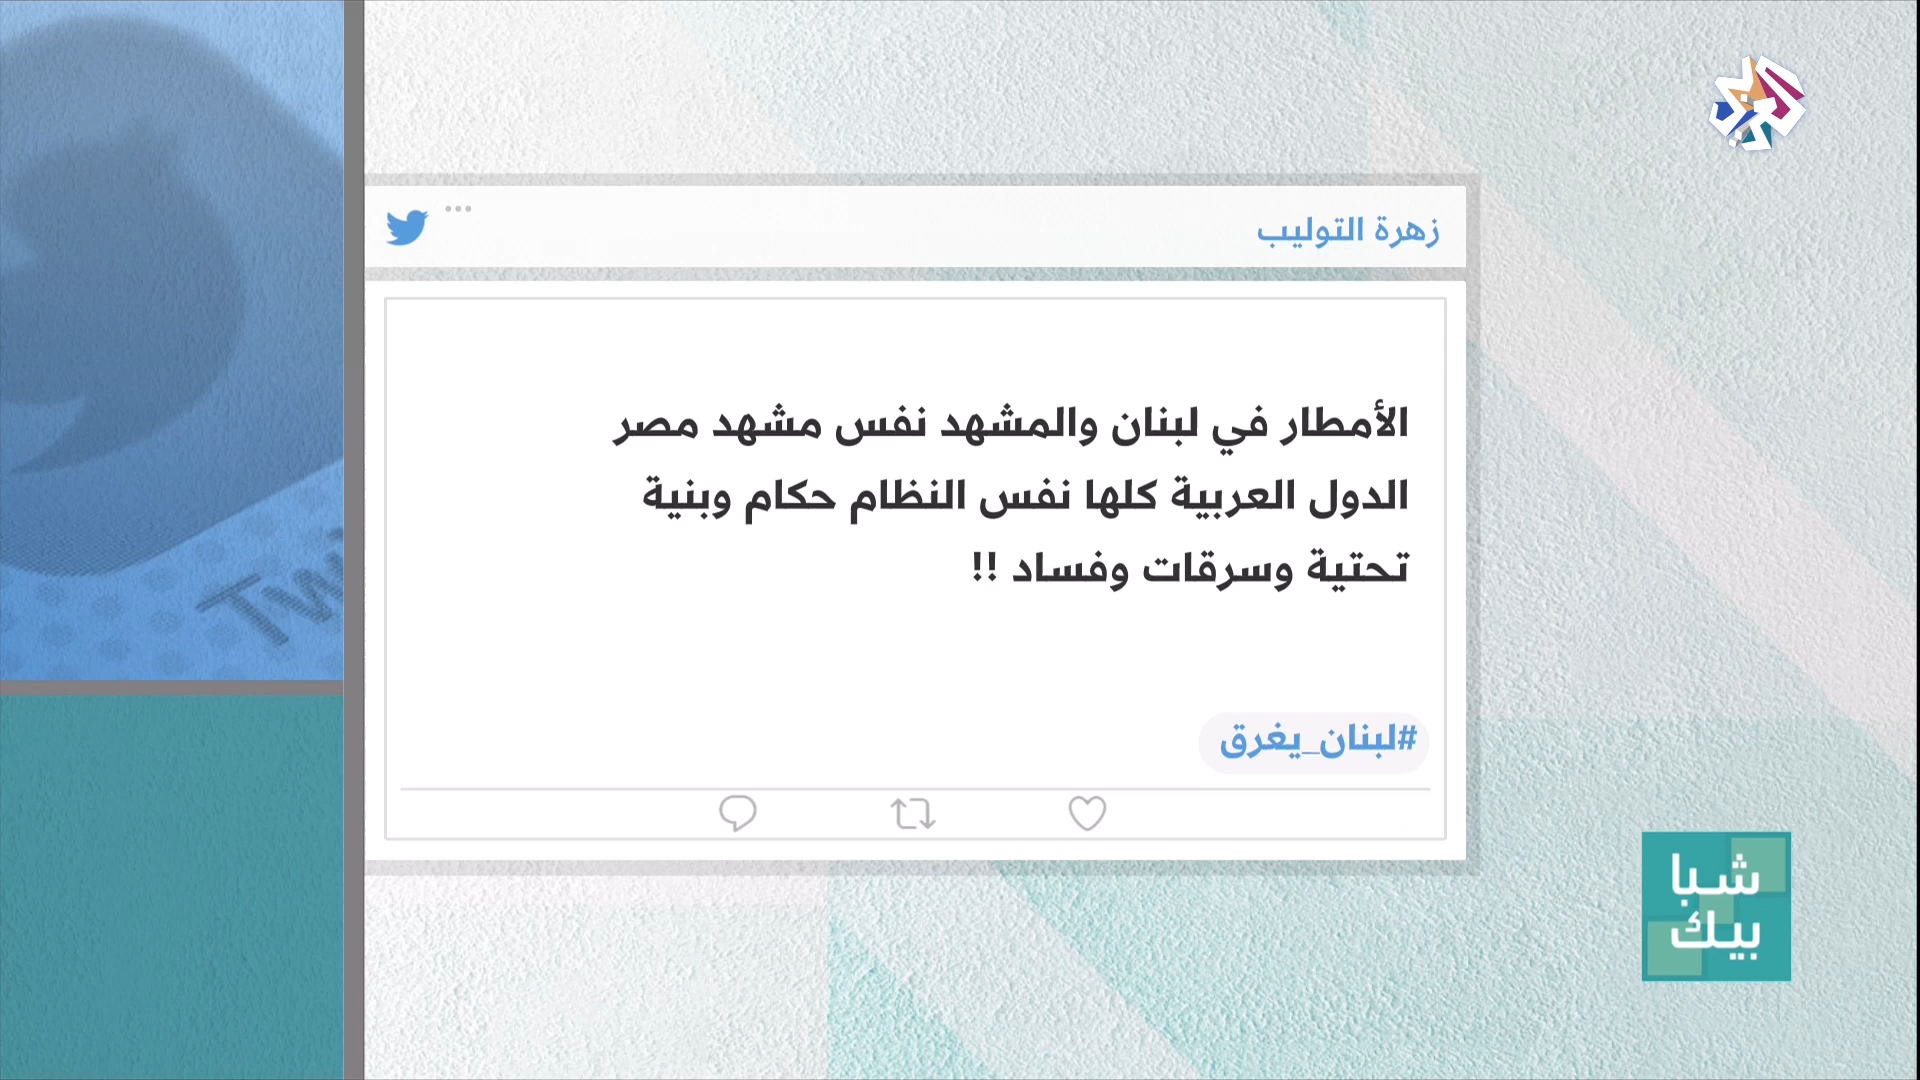 زهرة التوليب
الأمطار في لبنان والمشهد نفس مشهد مصر
الدول العربية كلها نفس النظام حكام وبنية
تحتية وسرقات وفساد !!
#لبنان_يغرق
شبا
بيك